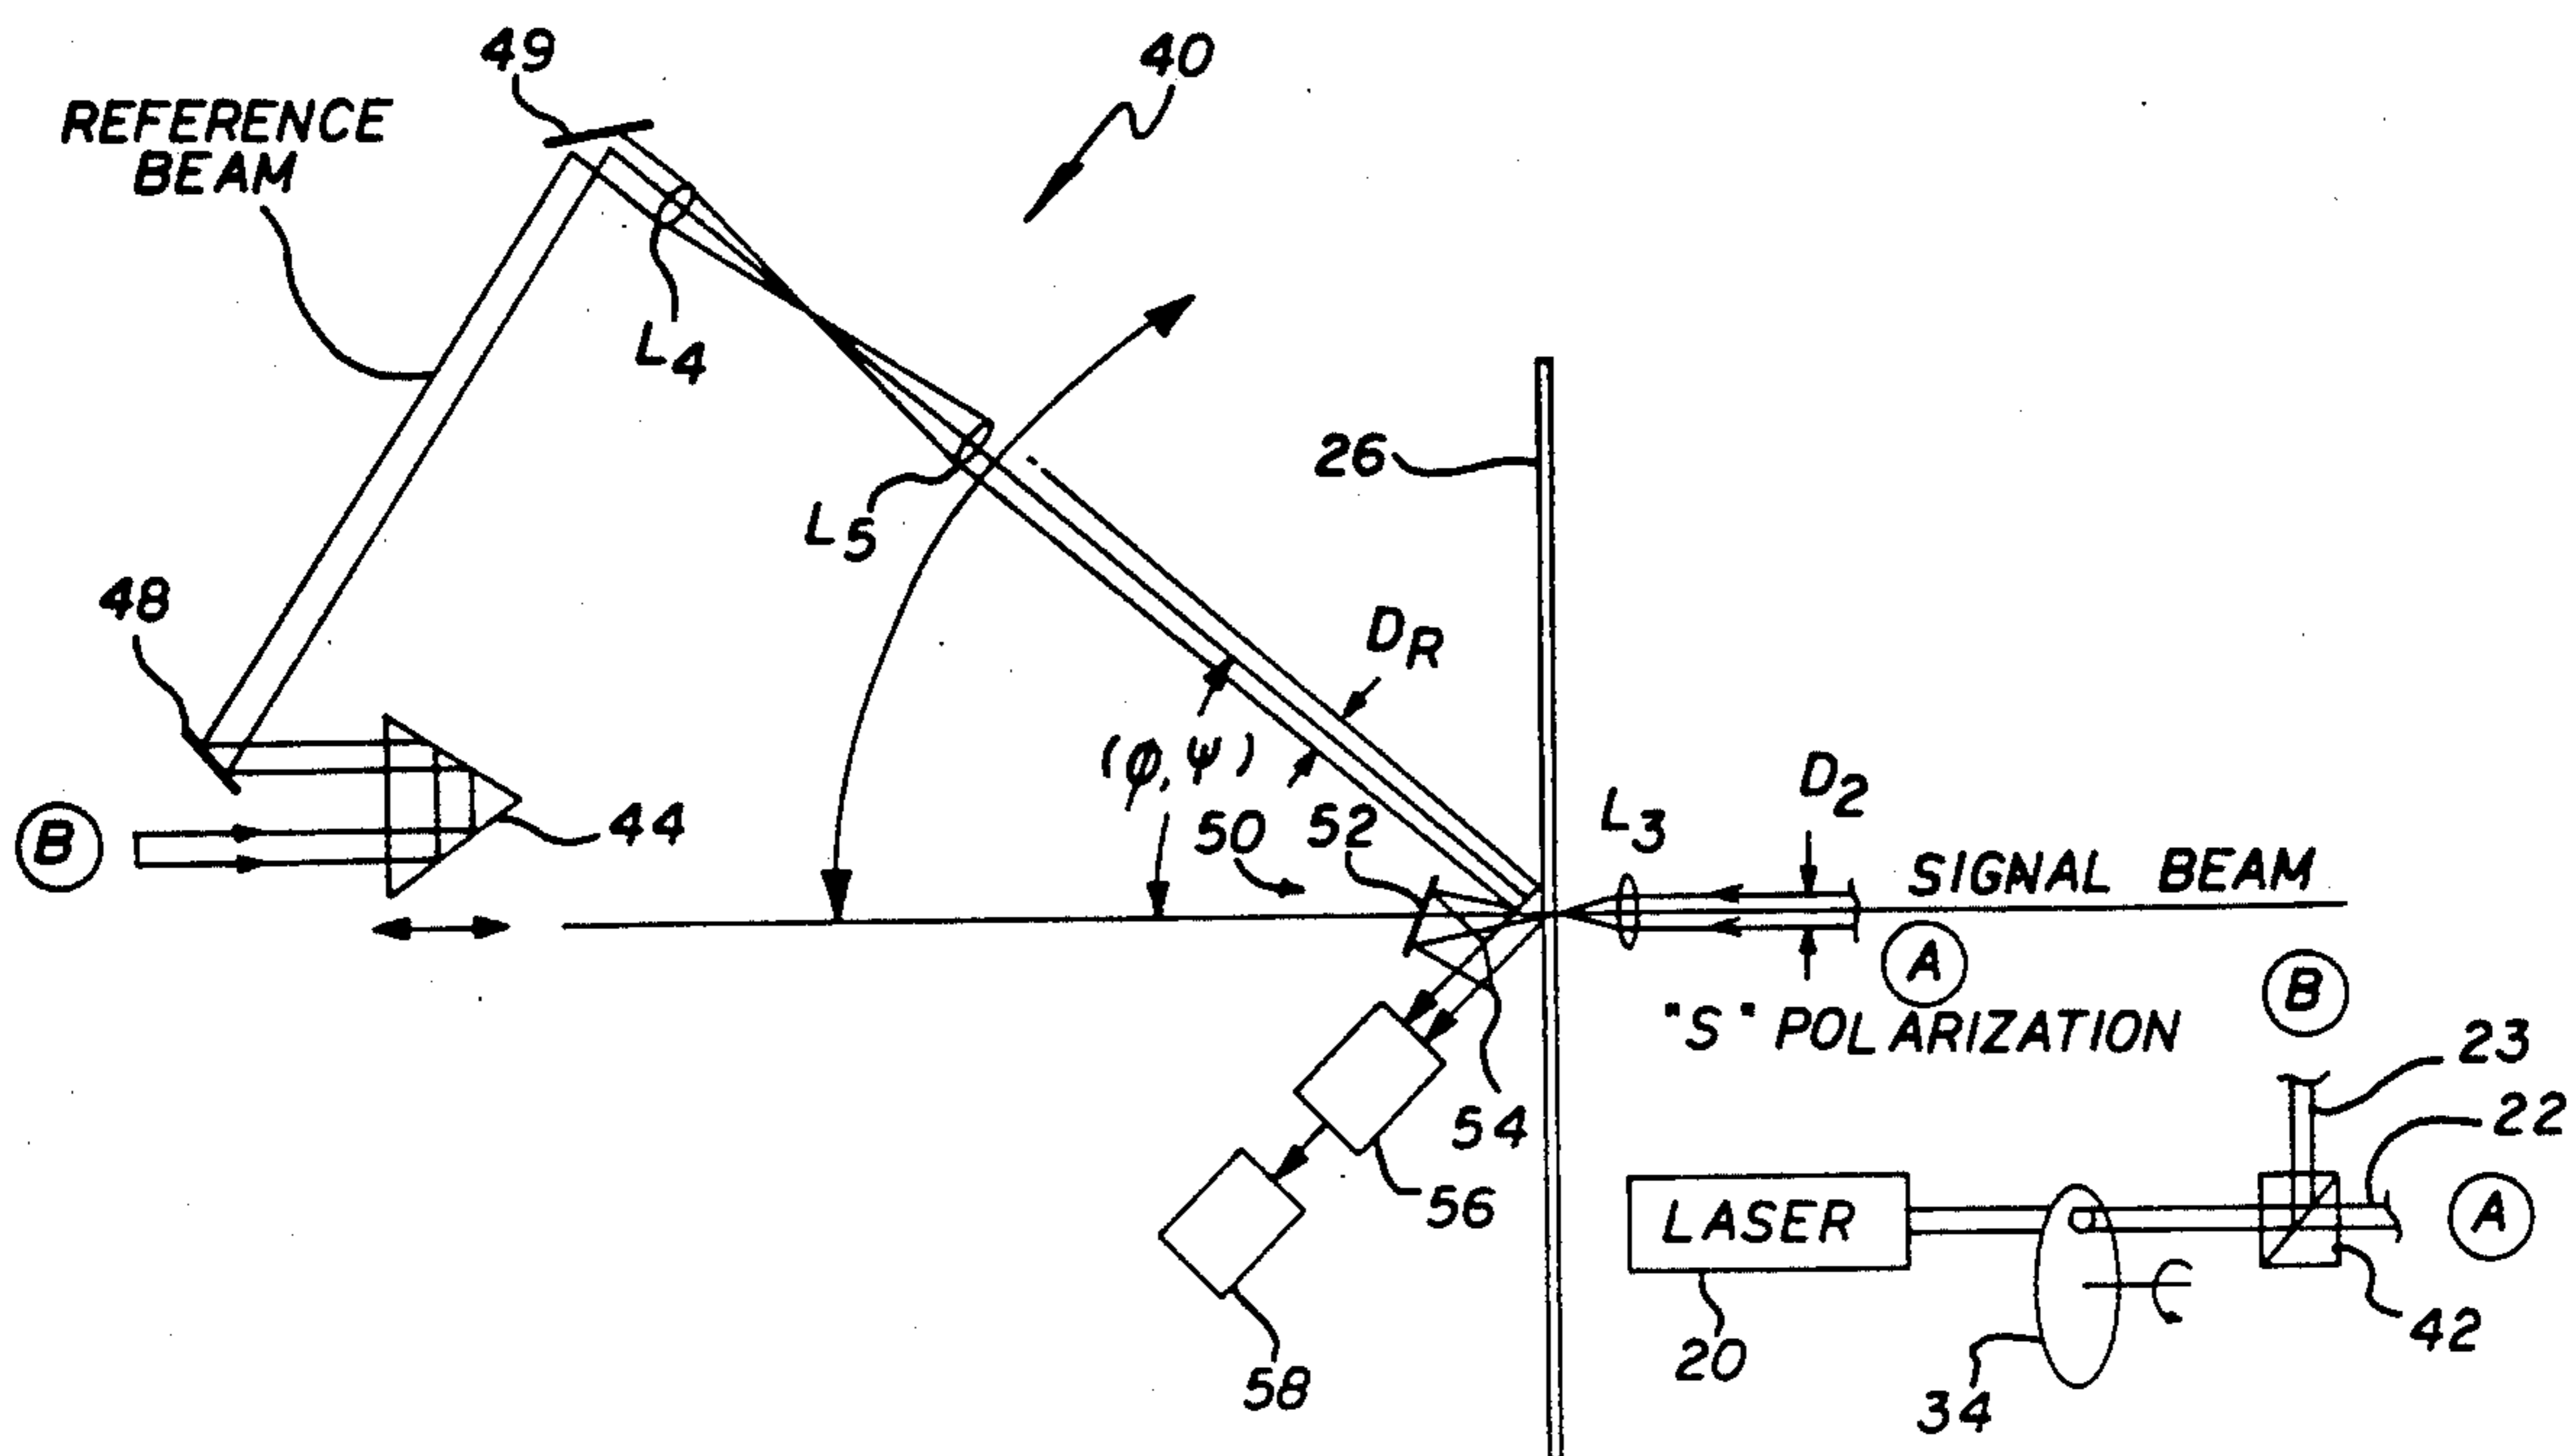 49
40
REFERENCE
BEAM
L4
26
L5
48
DR
(φ, ψ)
D2
L3
50
52
44
B
SIGNAL BEAM
A
B
"S" POLARIZATION
23
54
22
56
LASER
A
58
20
34
42